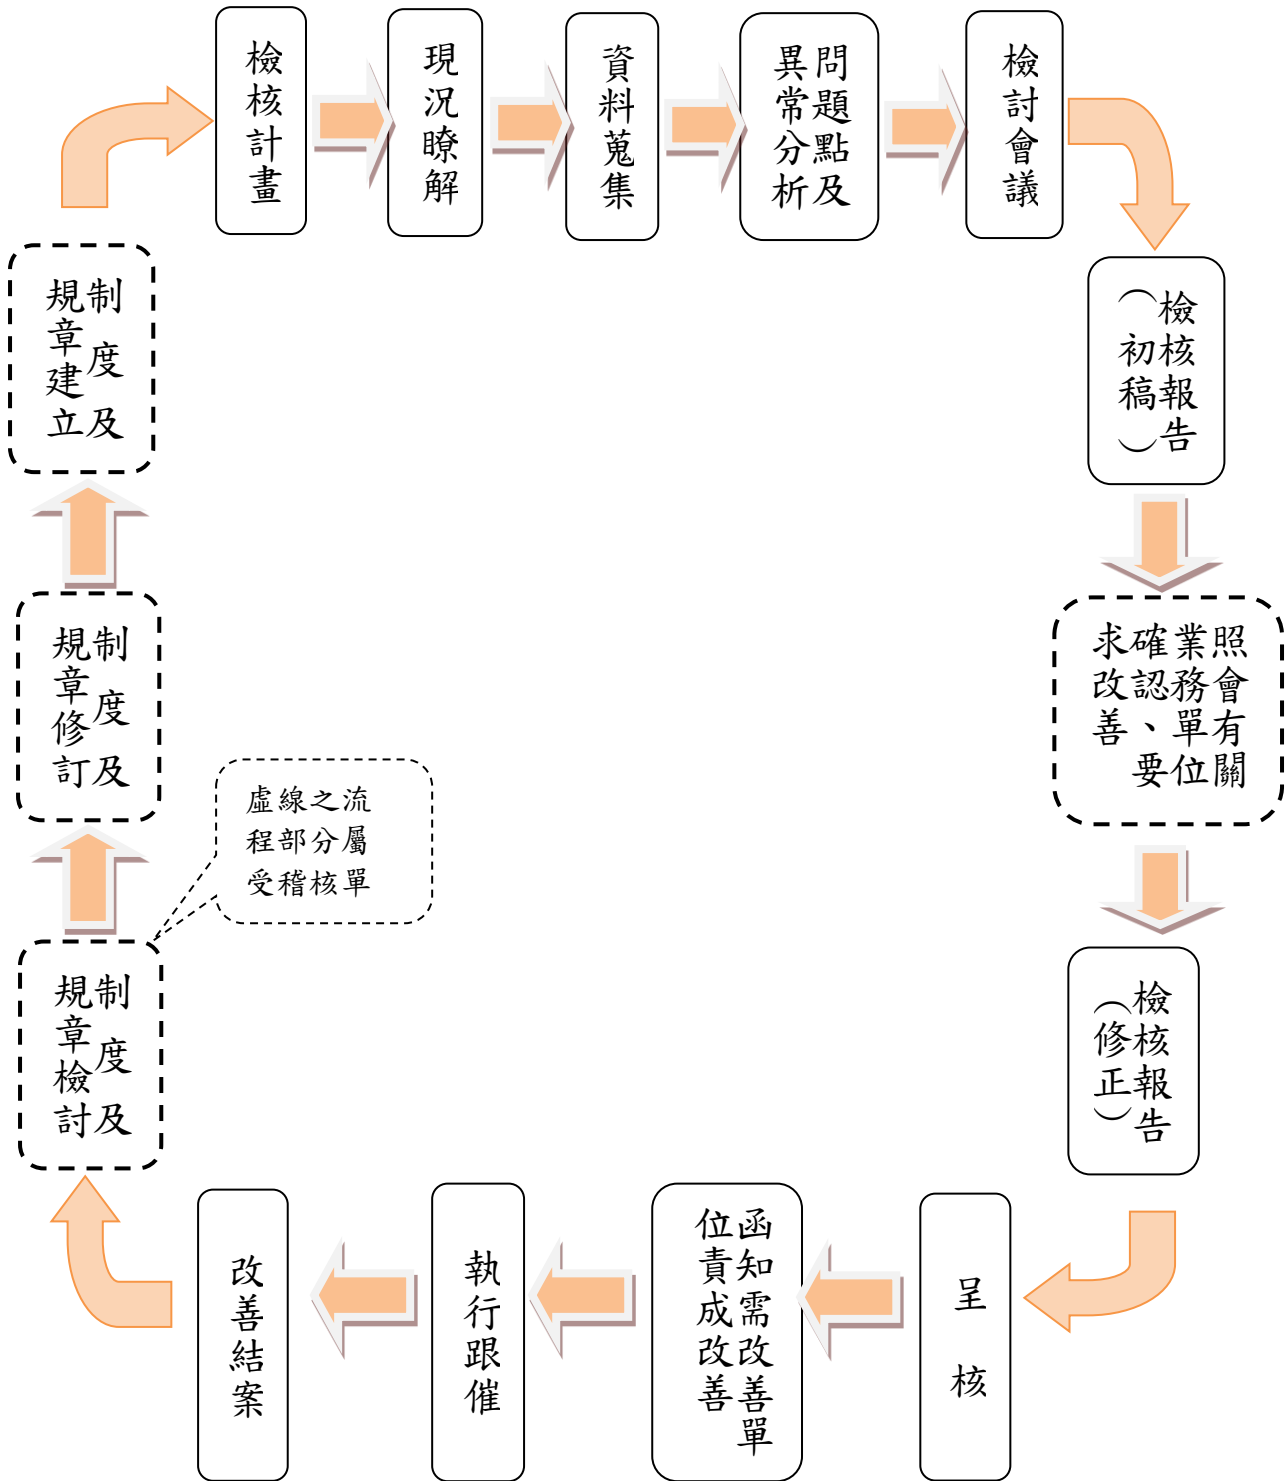 檢核計畫
現況瞭解
資料蒐集
問題點及
異常分析
檢討會議
檢核報告
（初稿）
照會有關
業務單位
確認、要
求改善
檢核報告
（修正）
呈核
函知需改善單
位責成改善
執行跟催
改善結案
制度及
規章檢討
虛線之流
程部分屬
受稽核單
制度及
規章修訂
制度及
規章建立